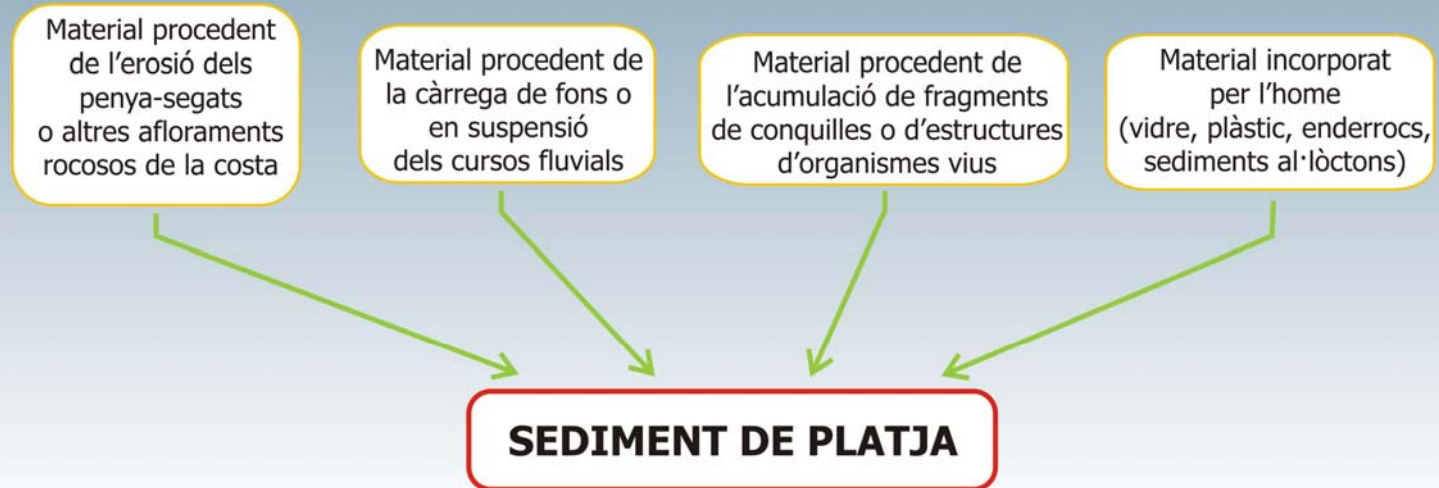 Material procedent
de l'erosió dels
penya-segats
o altres afloraments
rocosos de la costa
Material procedent de
la càrrega de fons o
en suspensió
dels cursos fluvials
Material procedent de
l'acumulació de fragments
de conquilles o d'estructures
d'organismes vius
Material incorporat
per l'home
(vidre, plàstic, enderrocs,
sediments al·lòctons)
SEDIMENT DE PLATJA